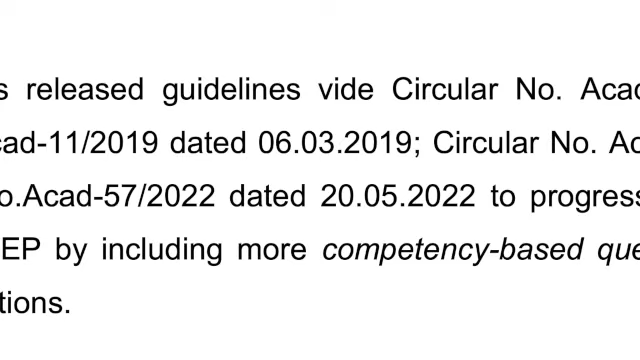 s released guidelines vide Circular No. Acad
cad-11/2019 dated 06.03.2019; Circular No. Ac
o.Acad-57/2022 dated 20.05.2022 to progress
EP by including more competency-based que
tions.